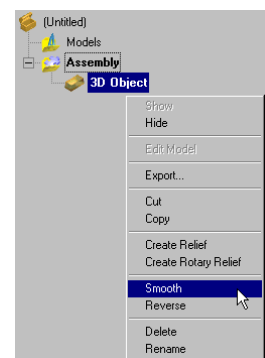 (Untitled)
Models
Assembly
3D Object
Show
Hide
Edit Model
Export...
Cut
Copy
Create Relief
Create Rotary Relief
Smooth
Reverse
Delete
Rename